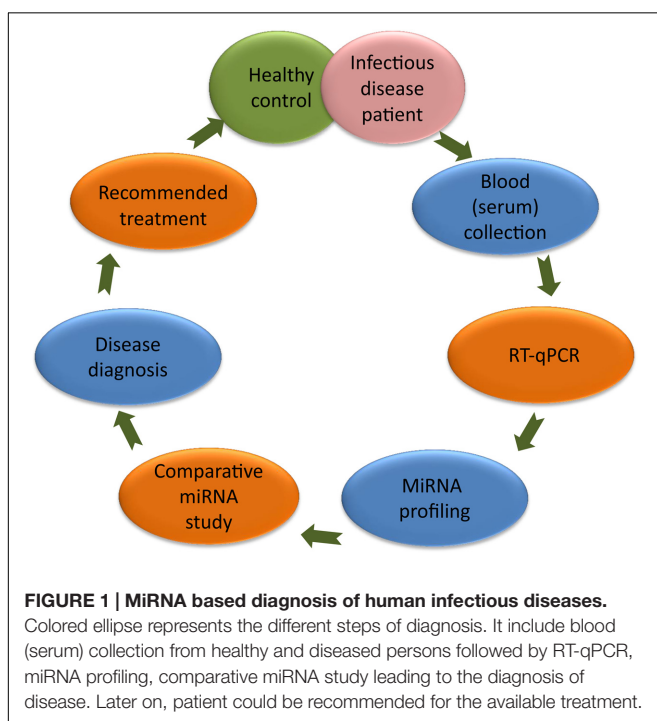 Healthy
control
Infectious
disease
patient
Blood
(serum)
collection
RT-qPCR
MiRNA
profiling
Comparative
miRNA
study
Disease
diagnosis
Recommended
treatment
FIGURE 1 | MiRNA based diagnosis of human infectious diseases.
Colored ellipse represents the different steps of diagnosis. It include blood
(serum) collection from healthy and diseased persons followed by RT-qPCR,
miRNA profiling, comparative miRNA study leading to the diagnosis of
disease. Later on, patient could be recommended for the available treatment.